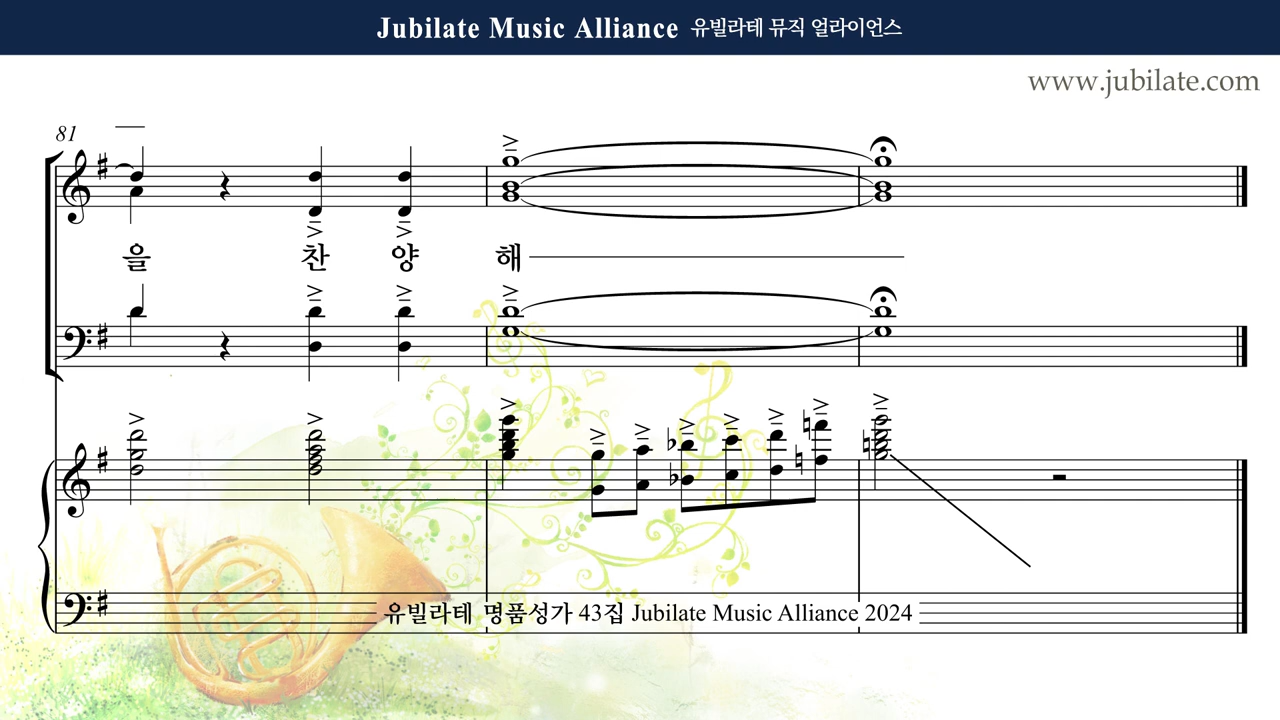 Jubilate Music Alliance 유빌라테 뮤직 얼라이언스
www.jubilate.com
81
을 찬 양 해
유빌라테 명품성가 43집 Jubilate Music Alliance 2024